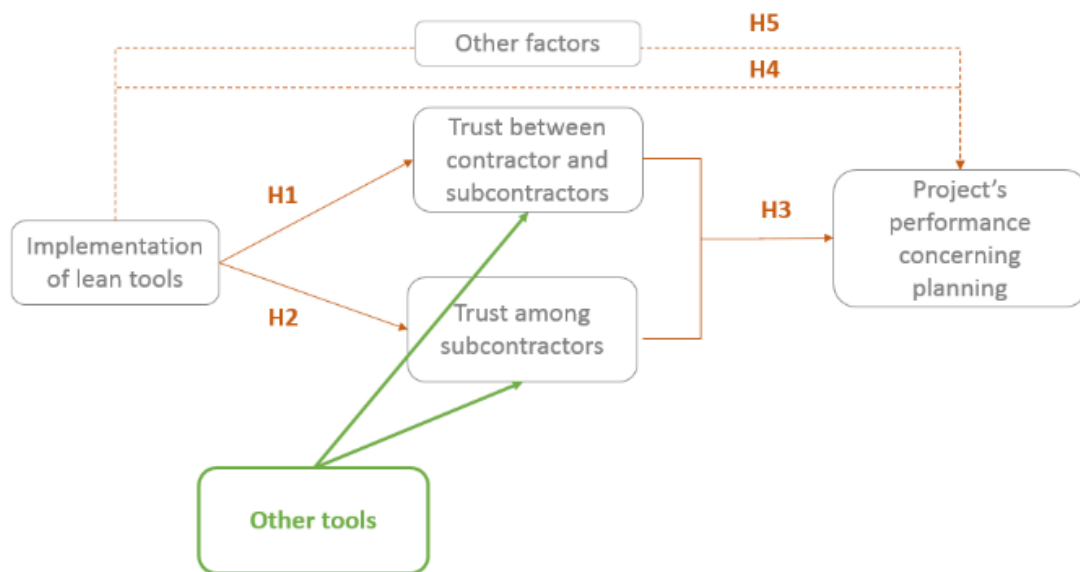 H5
Other factors
H4
Trust between
contractor and
subcontractors
H1
H3
Project's
performance
concerning
planning
Implementation
of lean tools
H2
Trust among
subcontractors
Other tools